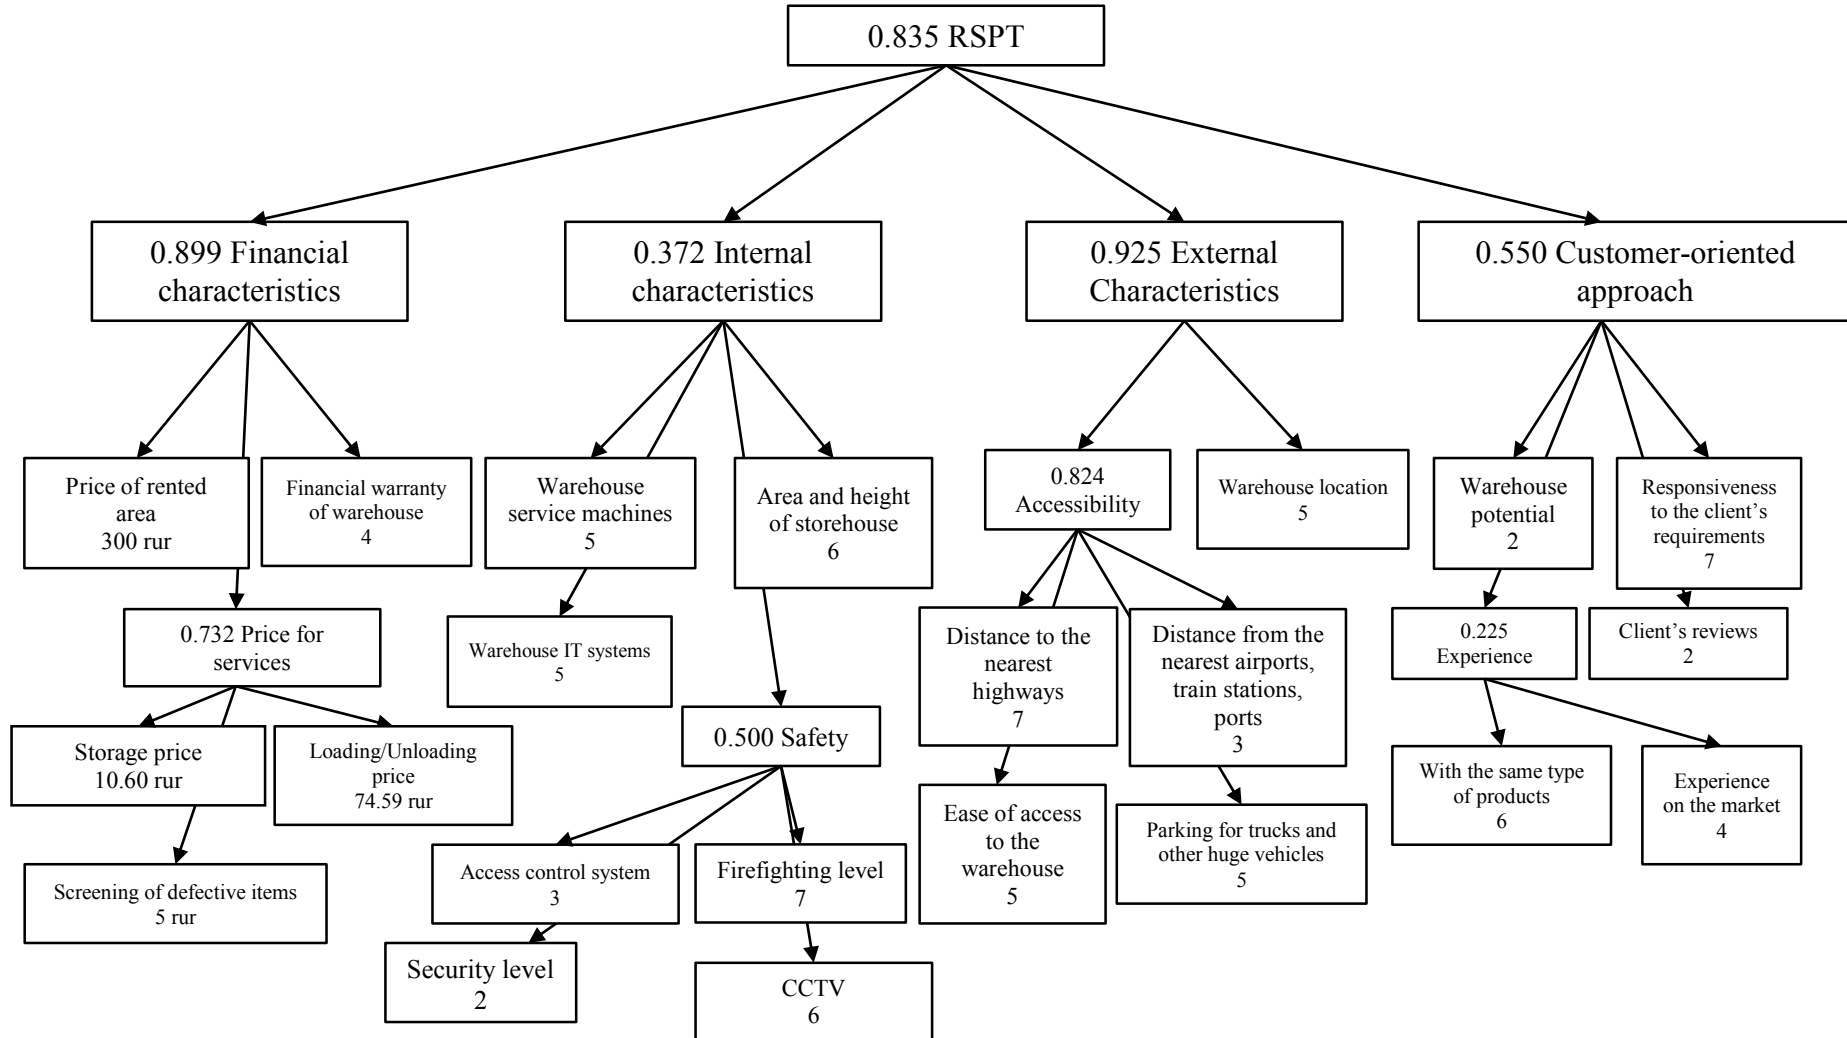 0.835 RSPT
0.899 Financial
characteristics
0.372 Internal
characteristics
0.925 External
Characteristics
0.550 Customer-oriented
approach
Price of rented
area
300 rur
Financial warranty
of warehouse
4
Warehouse
service machines
5
Area and height
of storehouse
6
0.824
Accessibility
Warehouse location
5
Warehouse
potential
2
Responsiveness
to the client’s
requirements
7
0.732 Price for
services
Warehouse IT systems
5
Distance to the
nearest
highways
7
Distance from the
nearest airports,
train stations,
ports
3
0.225
Experience
Client’s reviews
2
Storage price
10.60 rur
Loading/Unloading
price
74.59 rur
0.500 Safety
Ease of access
to the
warehouse
5
Parking for trucks and
other huge vehicles
5
With the same type
of products
6
Experience
on the market
4
Screening of defective items
5 rur
Access control system
3
Firefighting level
7
Security level
2
CCTV
6